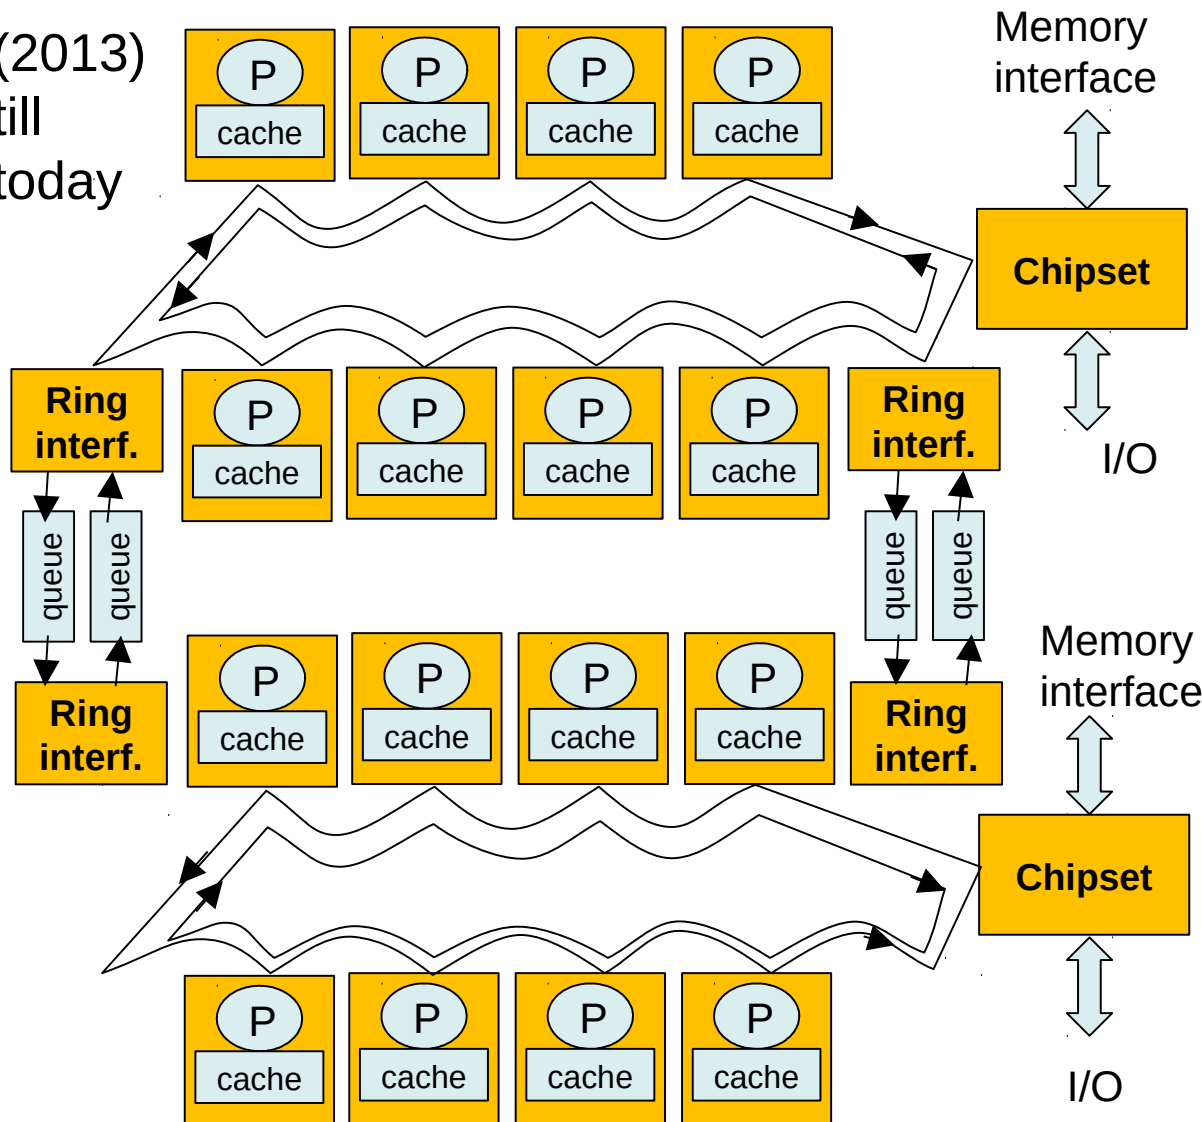 (2013)
till
today
Memory
interface
P P P P
cache cache cache cache
Chipset
Ring
interf.
P P P P
cache cache cache cache
Ring
interf.
I/O
queue queue
queue queue
Memory
interface
Ring
interf.
P P P P
cache cache cache cache
Ring
interf.
Chipset
P P P P
cache cache cache cache
I/O